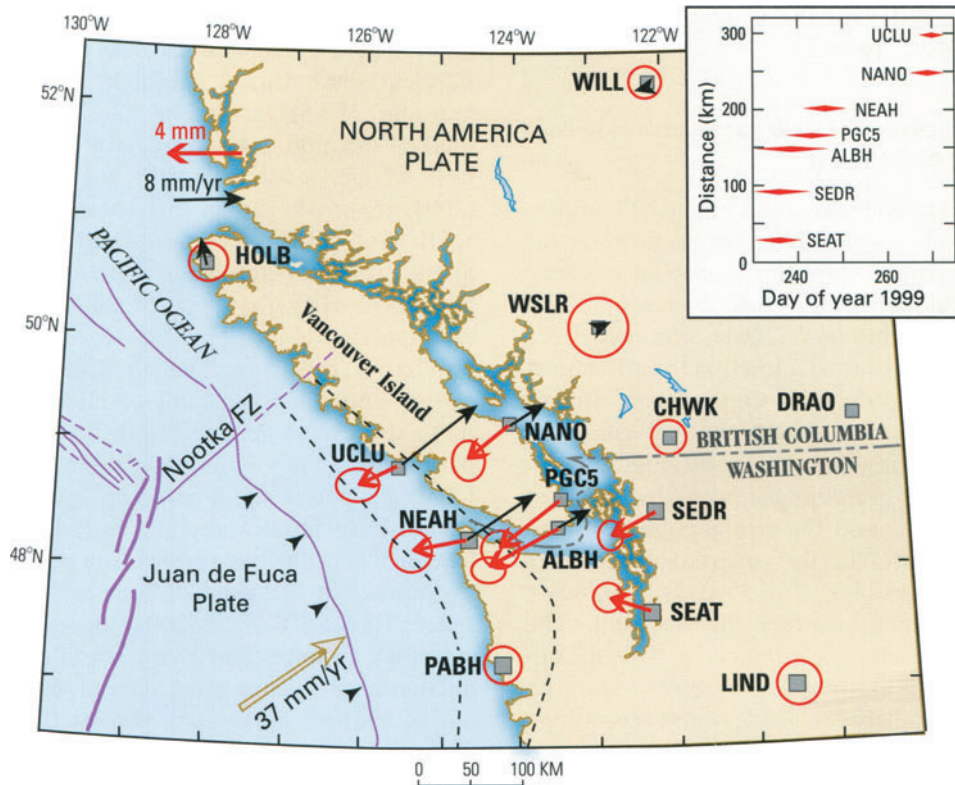 130°W
128°W
126°W
124°W
122°W
52°N
50°N
48°N
4 mm
8 mm/yr
NORTH AMERICA
PLATE
WILL
HOLB
PACIFIC OCEAN
WSLR
Vancouver Island
Nootka FZ
CHWK
DRAO
BRITISH COLUMBIA
WASHINGTON
UCLU
NANO
PGC5
NEAH
ALBH
SEDR
SEAT
Juan de Fuca
Plate
37 mm/yr
PABH
LIND
0 50 100 KM
Distance (km)
300
200
100
0
240
260
Day of year 1999
UCLU
NANO
NEAH
PGC5
ALBH
SEDR
SEAT